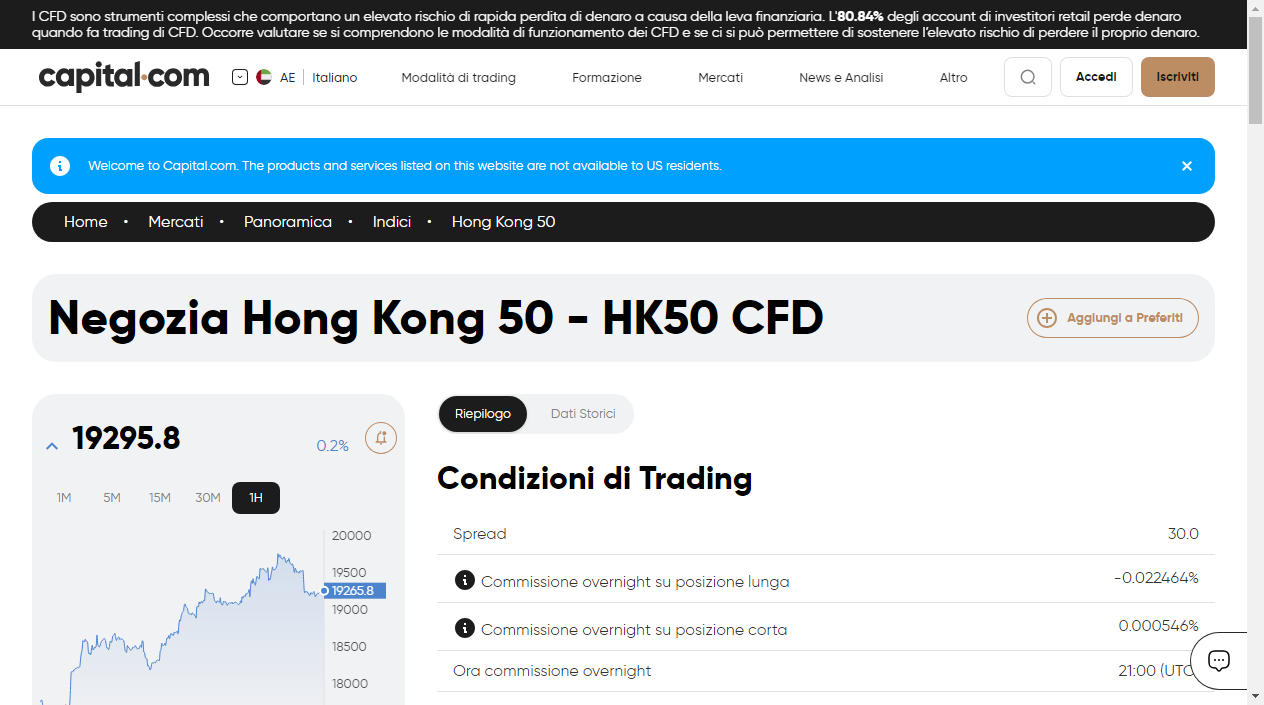 I CFD sono strumenti complessi che comportano un elevato rischio di rapida perdita di denaro a causa della leva finanziaria. L'80.84% degli account di investitori retail perde denaro
quando fa trading di CFD. Occorre valutare se si comprendono le modalità di funzionamento dei CFD e se ci si può permettere di sostenere l'elevato rischio di perdere il proprio denaro.
capital.com AE Italiano Modalità di trading Formazione Mercati News e Analisi Altro Accedi Iscriviti
Welcome to Capital.com. The products and services listed on this website are not available to US residents.
Home • Mercati • Panoramica • Indici • Hong Kong 50
Negozia Hong Kong 50 - HK50 CFD
Aggiungi a Preferiti
19295.8
0.2%
1M 5M 15M 30M 1H
20000
19500
19265.8
19000
18500
18000
Riepilogo Dati Storici
Condizioni di Trading
Spread 30.0
Commissione overnight su posizione lunga -0.022464%
Commissione overnight su posizione corta 0.000546%
Ora commissione overnight 21:00 (UTC